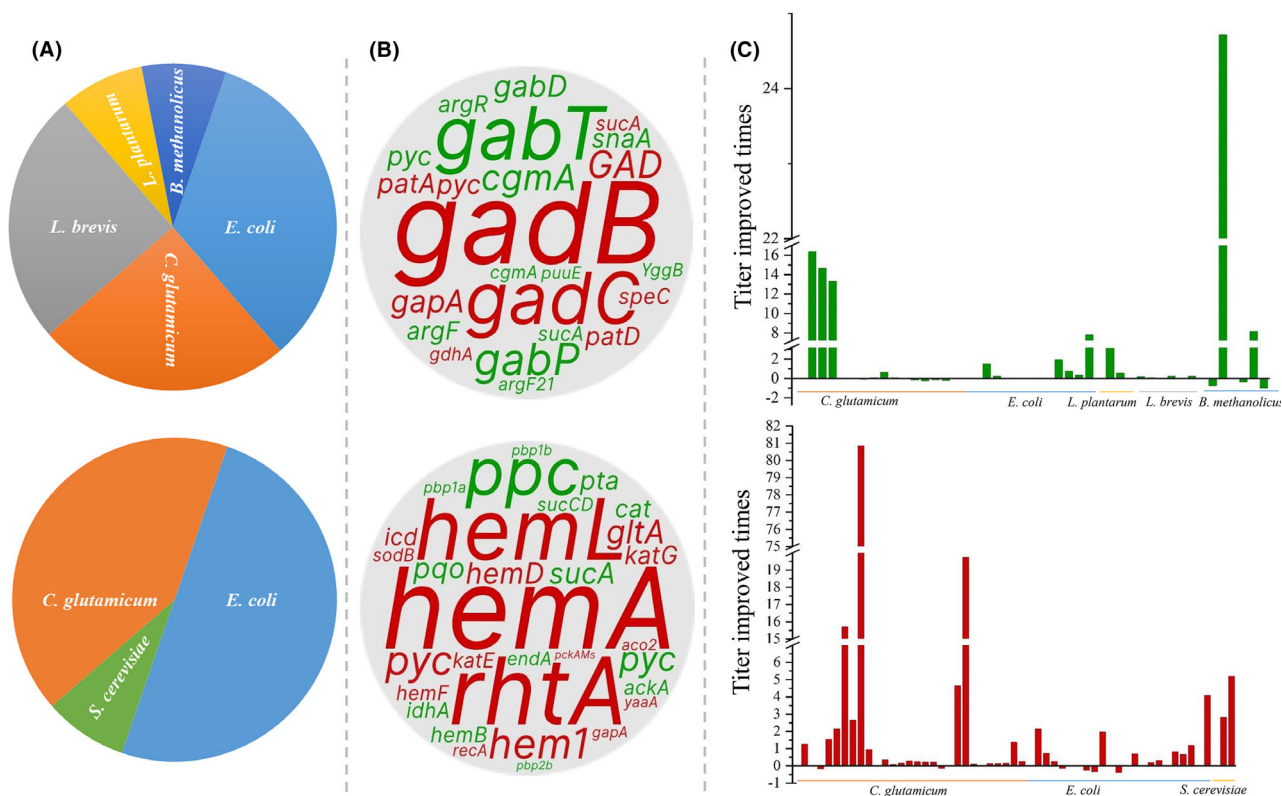 (A)
L. plantarum
B. methanolicus
L. brevis
E. coli
C. glutamicum
C. glutamicum
E. coli
S. cerevisiae
(B)
gabD
argR
gabT
sucA
snaA
pyc
GAD
patA
pyc
cgmA
gadB
cgmA
puuE
YggB
gapA
gadC
speC
argF
sucA
patD
gdhA
gabP
argF21
pbp1b
ppc
pta
pbp1a
sucCD
cat
hemL
gltA
icd
sodB
katG
pqo
hemD
sucA
hemA
aco2
pyc
katE
endA
pckAMs
pyc
rhtA
hemF
ackA
idhA
yaaA
hemB
hem1
gapA
recA
pbp2b
(C)
Titer improved times
24
22
16
14
12
10
8
2
0
-2
C. glutamicum
E. coli
L. plantarum
L. brevis
B. methanolicus
Titer improved times
82
81
80
79
78
77
76
75
19
18
17
16
15
6
5
4
3
2
1
0
-1
C. glutamicum
E. coli
S. cerevisiae